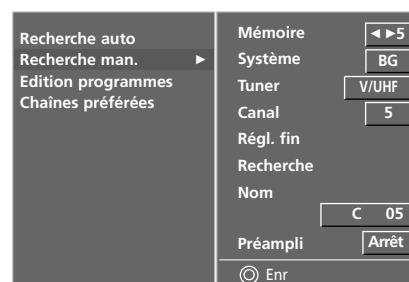 Recherche auto
Recherche man. ►
Edition programmes
Chaînes préférées
Mémoire ◄ ►5
Système BG
Tuner V/UHF
Canal 5
Régl. fin
Recherche
Nom
C 05
Préampli Arrêt
Enr